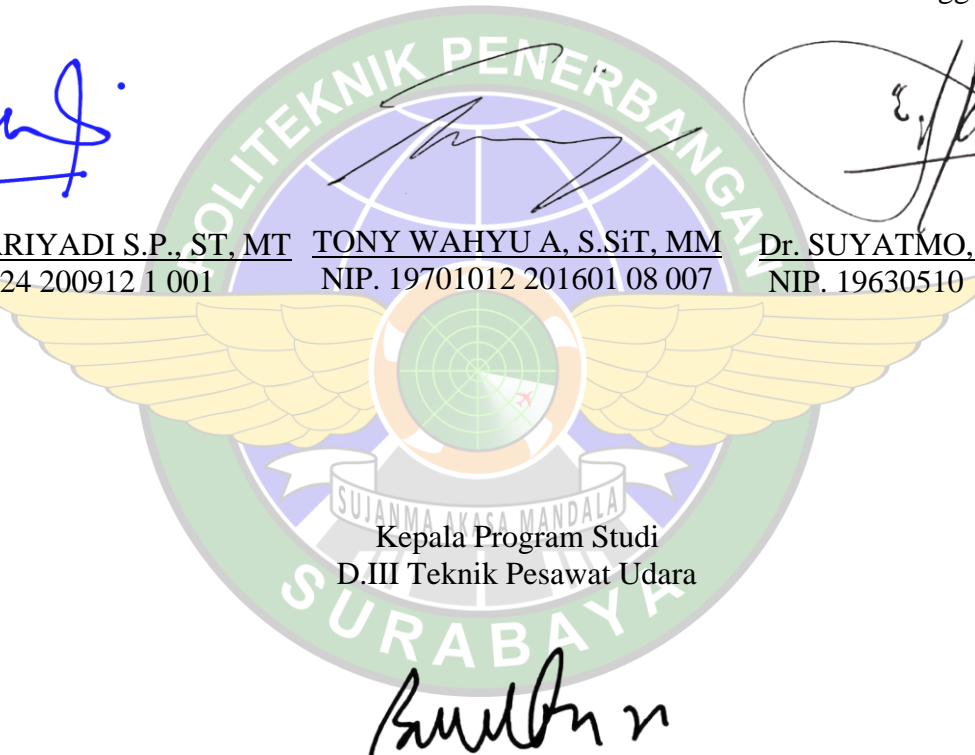 POLITEKNIK PENERBANGAN
RIYADI S.P., ST, MT TONY WAHYU A, S.SiT, MM Dr. SUYATMO,
24 200912 1 001 NIP. 19701012 201601 08 007 NIP. 19630510
SUJANMA AKASA MANDALA
Kepala Program Studi
D.III Teknik Pesawat Udara
SURABAYA